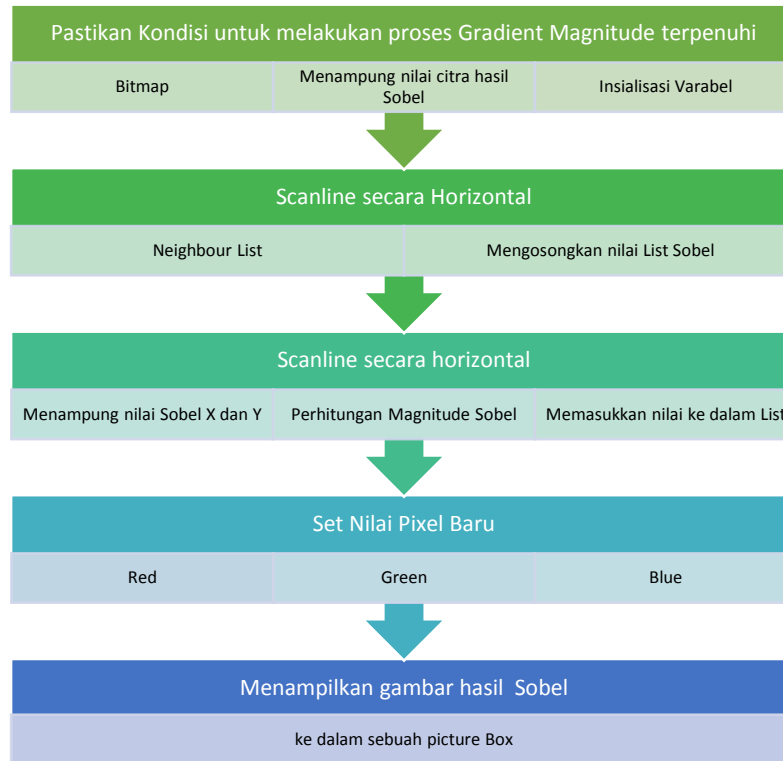 Pastikan Kondisi untuk melakukan proses Gradient Magnitude terpenuhi
Bitmap
Menampung nilai citra hasil
Sobel
Insialisasi Varabel
Scanline secara Horizontal
Neighbour List
Mengosongkan nilai List Sobel
Scanline secara horizontal
Menampung nilai Sobel X dan Y
Perhitungan Magnitude Sobel
Memasukkan nilai ke dalam List
Set Nilai Pixel Baru
Red
Green
Blue
Menampilkan gambar hasil Sobel
ke dalam sebuah picture Box